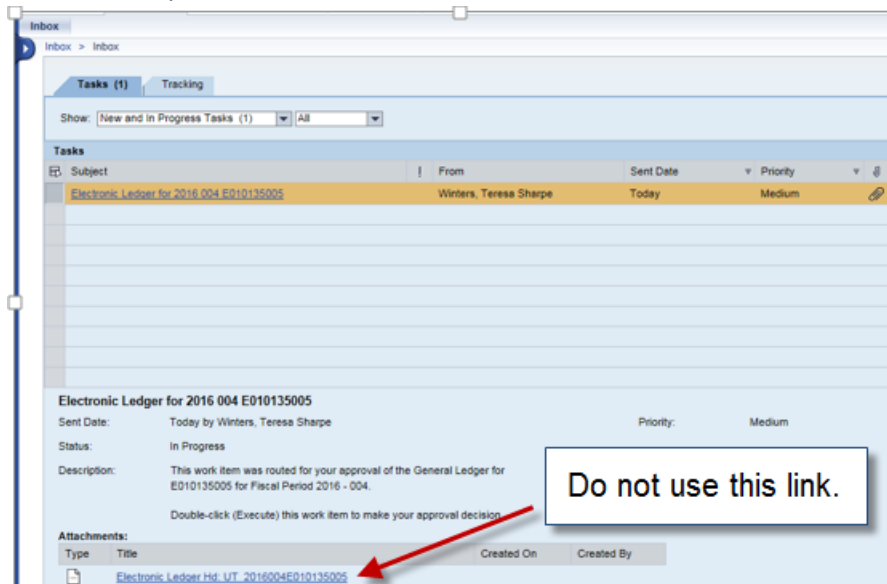 Inbox
Inbox > Inbox
Tasks (1) Tracking
Show: New and In Progress Tasks (1) All
Tasks
Subject ! From Sent Date Priority
Electronic Ledger for 2016 004 E010135005 Winters, Teresa Sharpe Today Medium
Electronic Ledger for 2016 004 E010135005
Sent Date: Today by Winters, Teresa Sharpe Priority: Medium
Status: In Progress
Description: This work item was routed for your approval of the General Ledger for
E010135005 for Fiscal Period 2016 - 004.
Do not use this link.
Double-click (Execute) this work item to make your approval decision
Attachments:
Type Title Created On Created By
Electronic Ledger Hd: UT 2016004E010135005